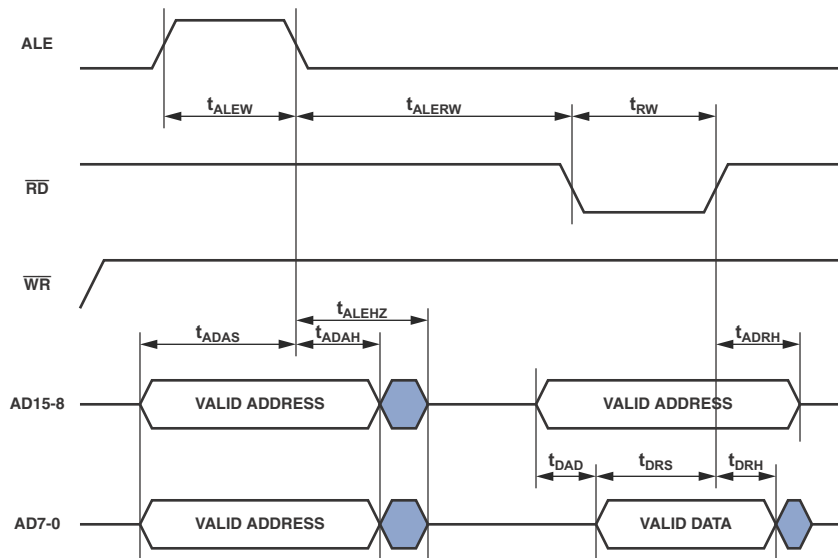 ALE
tALEW
tALERW
tRW
RD
WR
tALEHZ
tADAS
tADAH
tADRH
AD15-8
VALID ADDRESS
VALID ADDRESS
tDAD
tDRS
tDRH
AD7-0
VALID ADDRESS
VALID DATA